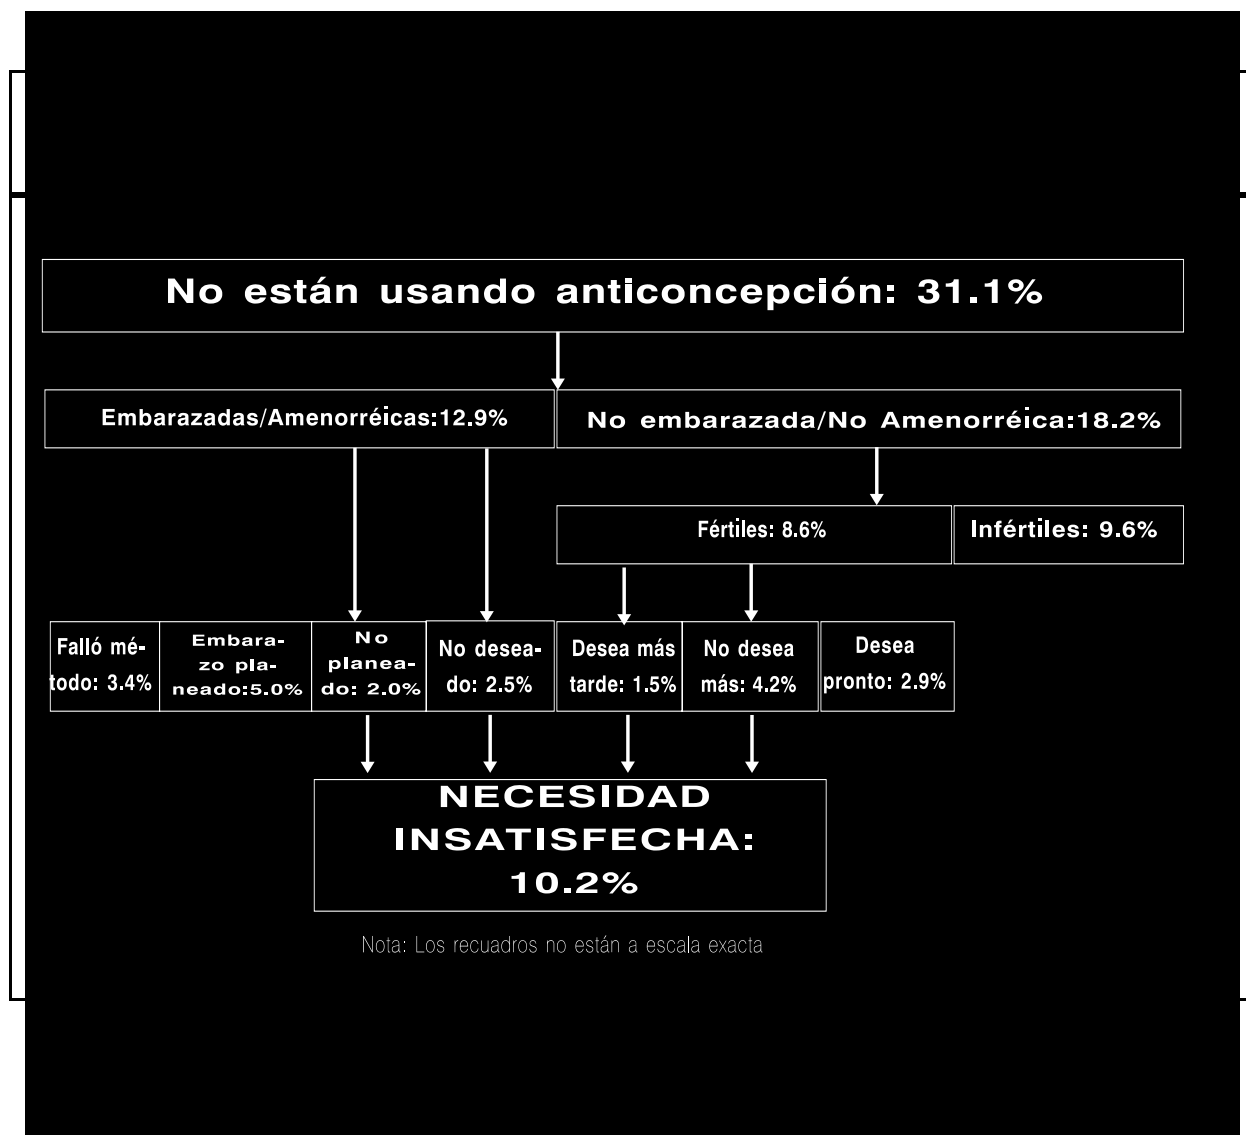 No están usando anticoncepción: 31.1%
Embarazadas/Amenorréicas:12.9%
No embarazada/No Amenorréica:18.2%
Fértiles: 8.6%
Infértiles: 9.6%
Falló mé-
todo: 3.4%
Embara-
zo pla-
neado:5.0%
No
planea-
do: 2.0%
No desea-
do: 2.5%
Desea más
tarde: 1.5%
No desea
más: 4.2%
Desea
pronto: 2.9%
NECESIDAD
INSATISFECHA:
10.2%
Nota: Los recuadros no están a escala exacta